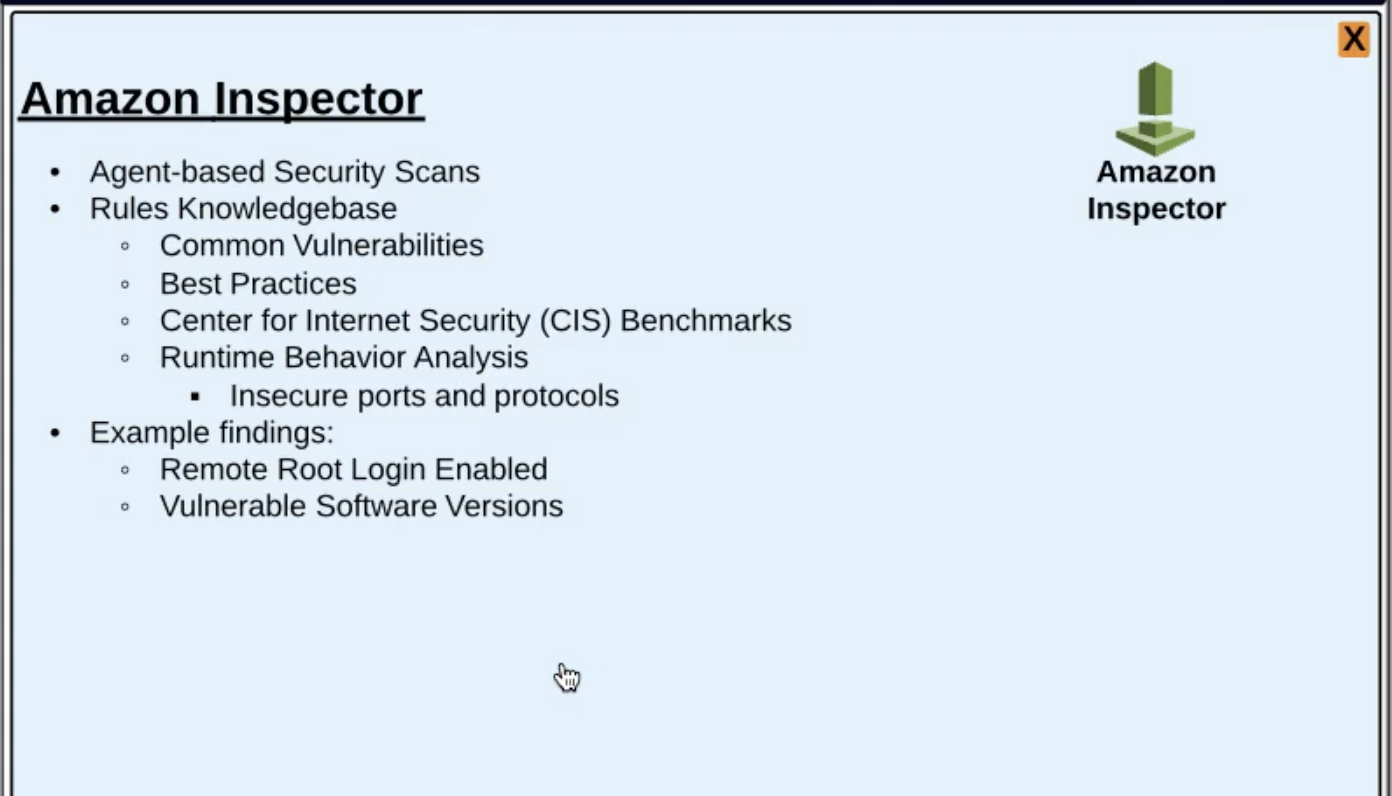 X
Amazon Inspector
Amazon
Inspector
• Agent-based Security Scans
• Rules Knowledgebase
◦ Common Vulnerabilities
◦ Best Practices
◦ Center for Internet Security (CIS) Benchmarks
◦ Runtime Behavior Analysis
▪ Insecure ports and protocols
• Example findings:
◦ Remote Root Login Enabled
◦ Vulnerable Software Versions